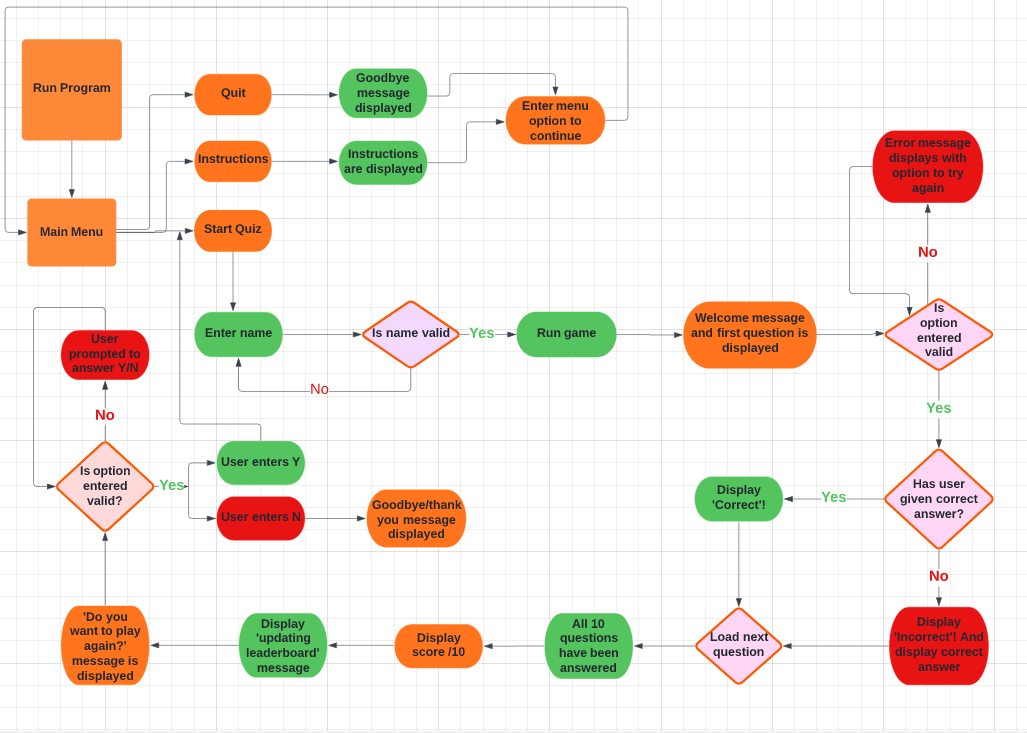 Run Program
Quit
Goodbye
message
displayed
Enter menu
option to
continue
Instructions
Instructions
are displayed
Error message
displays with
option to try
again
Main Menu
Start Quiz
No
Enter name
Is name valid
Yes
Run game
Welcome message
and first question is
displayed
Is
option
entered
valid
User
prompted to
answer Y/N
No
Yes
No
Is option
entered
valid?
Yes
User enters Y
User enters N
Goodbye/thank
you message
displayed
Display
'Correct'!
Yes
Has user
given correct
answer?
No
'Do you
want to play
again?'
message is
displayed
Display
'updating
leaderboard'
message
Display
score /10
All 10
questions
have been
answered
Load next
question
Display
'Incorrect'! And
display correct
answer